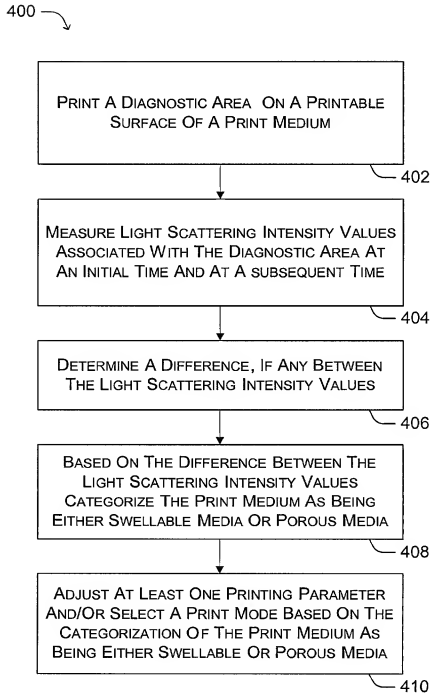 400
PRINT A DIAGNOSTIC AREA ON A PRINTABLE
SURFACE OF A PRINT MEDIUM
402
MEASURE LIGHT SCATTERING INTENSITY VALUES
ASSOCIATED WITH THE DIAGNOSTIC AREA AT
AN INITIAL TIME AND AT A SUBSEQUENT TIME
404
DETERMINE A DIFFERENCE, IF ANY BETWEEN
THE LIGHT SCATTERING INTENSITY VALUES
406
BASED ON THE DIFFERENCE BETWEEN THE
LIGHT SCATTERING INTENSITY VALUES
CATEGORIZE THE PRINT MEDIUM AS BEING
EITHER SWELLABLE MEDIA OR POROUS MEDIA
408
ADJUST AT LEAST ONE PRINTING PARAMETER
AND/OR SELECT A PRINT MODE BASED ON THE
CATEGORIZATION OF THE PRINT MEDIUM AS
BEING EITHER SWELLABLE OR POROUS MEDIA
410